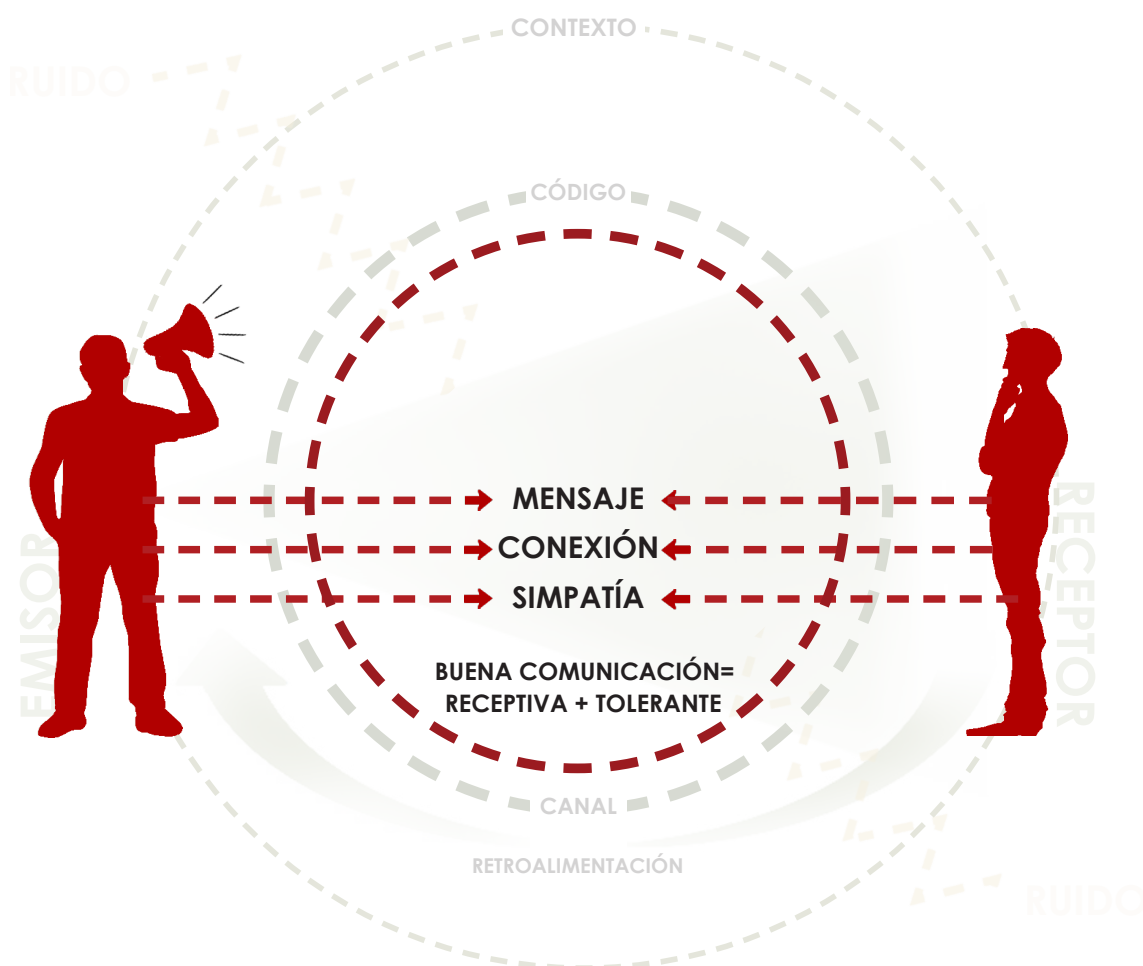 CONTEXTO
RUIDO
CÓDIGO
EMISOR
MENSAJE
CONEXIÓN
SIMPATÍA
RECEPTOR
BUENA COMUNICACIÓN=
RECEPTIVA + TOLERANTE
CANAL
RETROALIMENTACIÓN
RUIDO